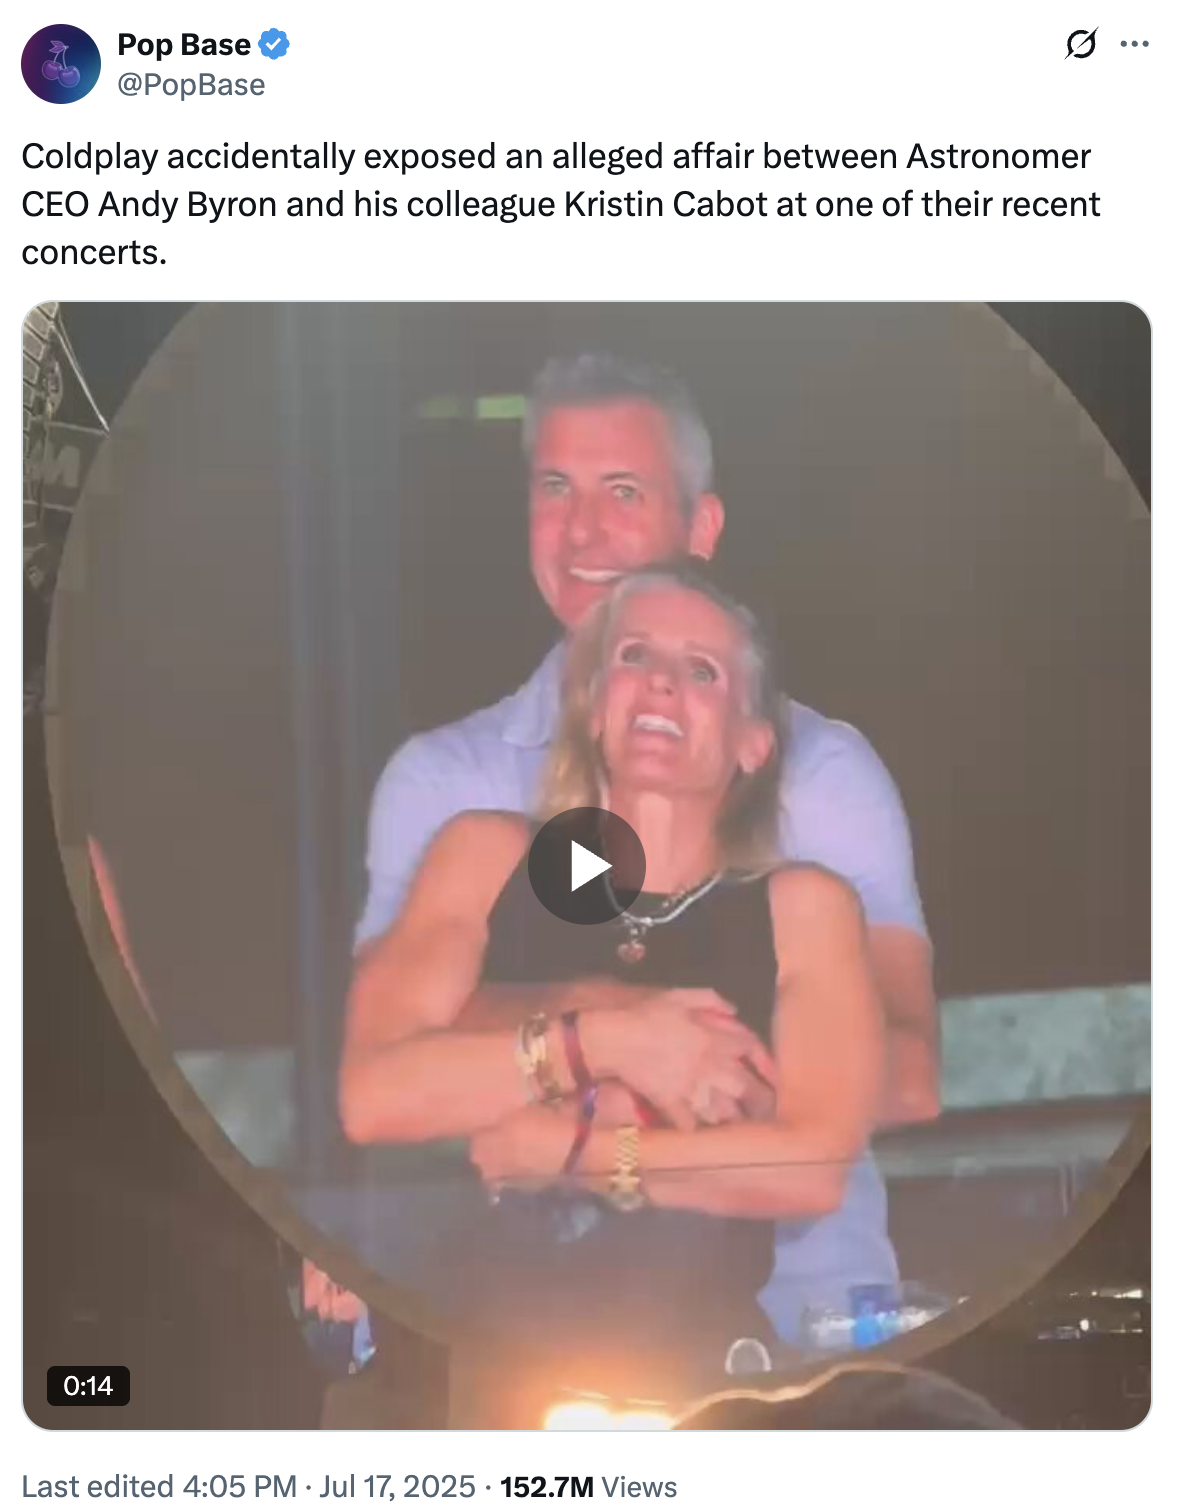 Pop Base
@PopBase
Coldplay accidentally exposed an alleged affair between Astronomer
CEO Andy Byron and his colleague Kristin Cabot at one of their recent
concerts.
0:14
Last edited 4:05 PM · Jul 17, 2025 · 152.7M Views